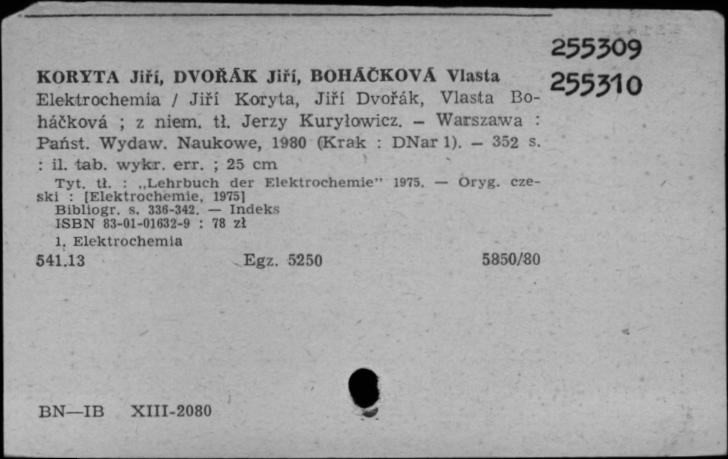 255309
KORYTA Jiří, DVOŘÁK Jiří, BOHÁČKOVÁ Vlasta
255310
Elektrochemia / Jiří Koryta, Jiří Dvořák, Vlasta Bo-
háčková ; z niem. tł. Jerzy Kuryłowicz. — Warszawa :
Państ. Wydaw. Naukowe, 1980 (Krak : DNar 1). — 352 s.
: il. tab. wykr. err. ; 25 cm
Tyt. tł. : „Lehrbuch der Elektrochemie" 1975. — Oryg. cze-
ski : [Elektrochemie, 1975]
Bibliogr. s. 336-342. — Indeks
ISBN 83-01-01632-9 : 78 zł
1. Elektrochemia
541.13 Egz. 5250 5850/80
BN—IB XIII-2080